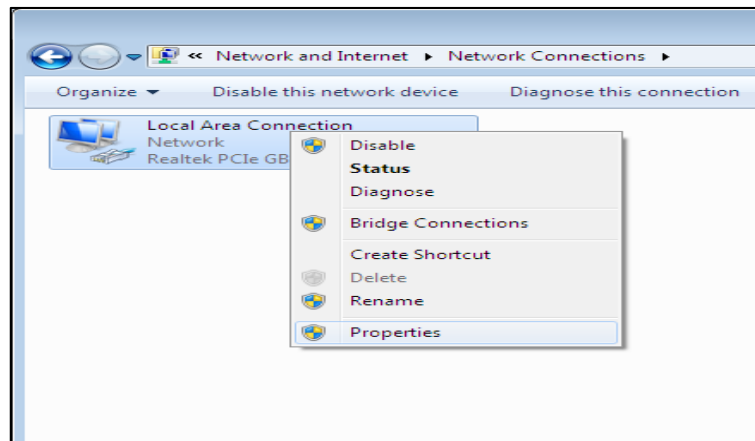 « Network and Internet ▸ Network Connections ▸
Organize ▾ Disable this network device Diagnose this connection
Local Area Connection
Network
Realtek PCIe GB
Disable
Status
Diagnose
Bridge Connections
Create Shortcut
Delete
Rename
Properties